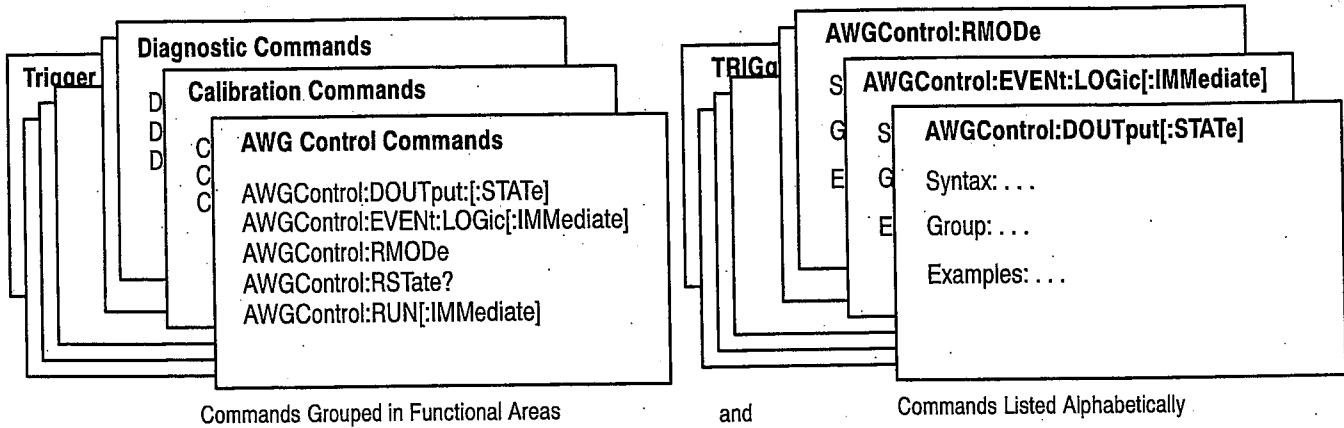 Trigger
Diagnostic Commands
D
D
D
Calibration Commands
C
C
C
AWG Control Commands
AWGControl:DOUTput:[:STATe]
AWGControl:EVENt:LOGic[:IMMediate]
AWGControl:RMODe
AWGControl:RSTate?
AWGControl:RUN[:IMMediate]
Commands Grouped in Functional Areas
and
TRIGg
AWGControl:RMODe
S
G
E
AWGControl:EVENt:LOGic[:IMMediate]
S
G
E
AWGControl:DOUTput[:STATe]
Syntax: . . .
Group: . . .
Examples: . . .
Commands Listed Alphabetically